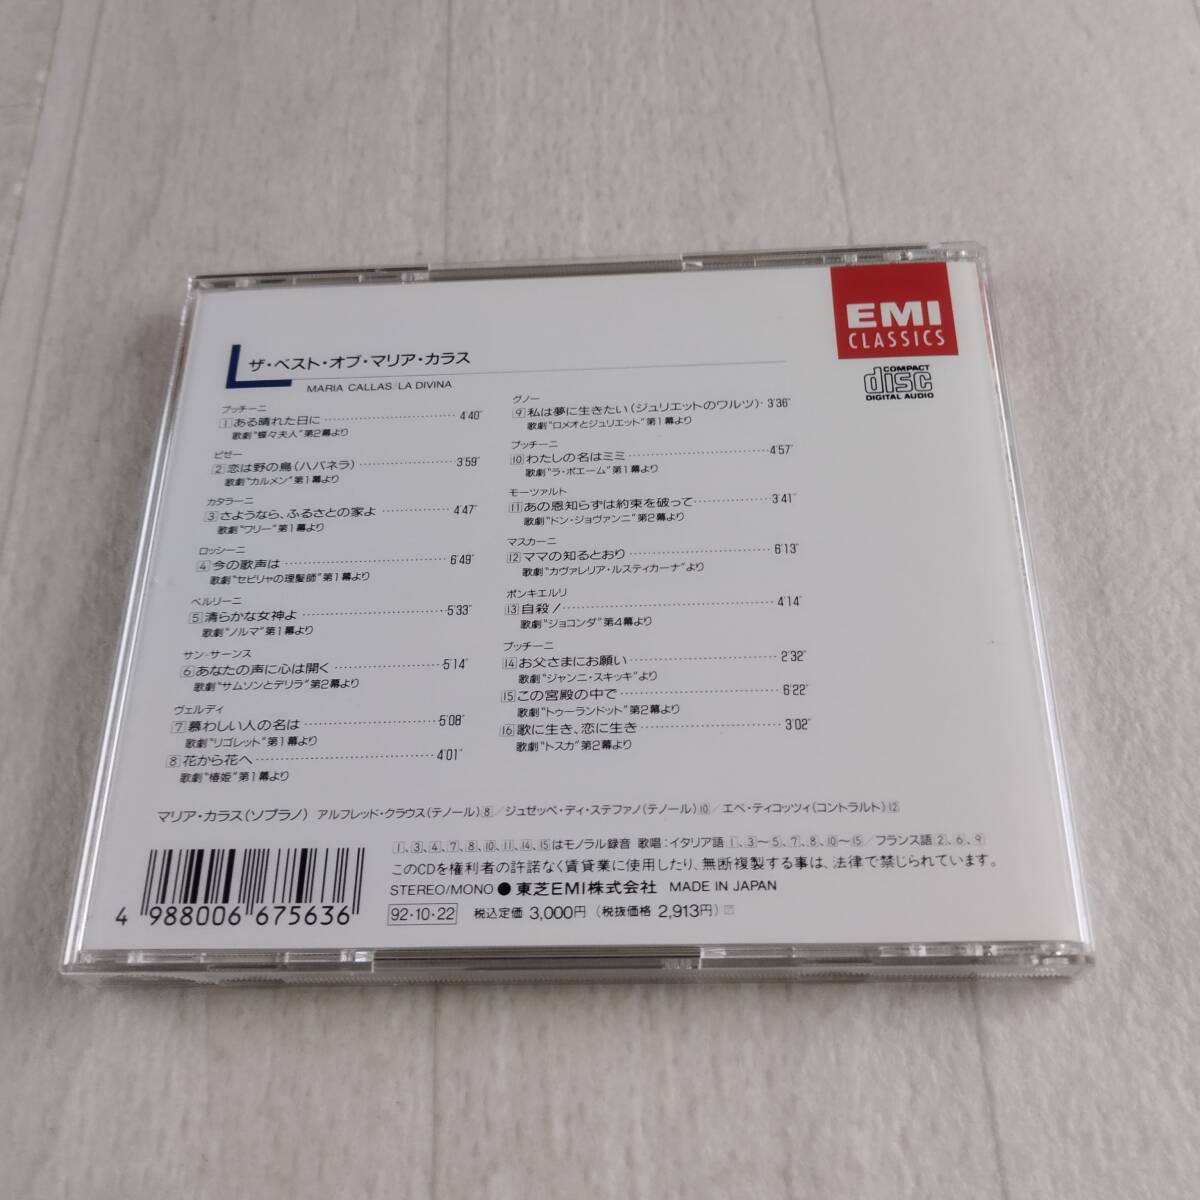 EMI
CLASSICS
COMPACT
disc
DIGITAL AUDIO
ザ・ベスト・オブ・マリア・カラス
MARIA CALLAS/LA DIVINA
プッチーニ
1 ある晴れた日に 4'40"
歌劇“蝶々夫人”第2幕より
ビゼー
2 恋は野の鳥(ハバネラ) 3'59"
歌劇“カルメン”第1幕より
カタラーニ
3 さようなら、ふるさとの家よ 4'47"
歌劇“ワリー”第1幕より
ロッシーニ
4 今の歌声は 6'49"
歌劇“セビリャの理髪師”第1幕より
ベルリーニ
5 清らかな女神よ 5'33"
歌劇“ノルマ”第1幕より
サン=サーンス
6 あなたの声に心は開く 5'14"
歌劇“サムソンとデリラ”第2幕より
ヴェルディ
7 慕わしい人の名は 5'08"
歌劇“リゴレット”第1幕より
8 花から花へ 4'01"
歌劇“椿姫”第1幕より
グノー
9 私は夢に生きたい(ジュリエットのワルツ) 3'36"
歌劇“ロメオとジュリエット”第1幕より
プッチーニ
10 わたしの名はミミ 4'57"
歌劇“ラ・ボエーム”第1幕より
モーツァルト
11 あの恩知らずは約束を破って 3'41"
歌劇“ドン・ジョヴァンニ”第2幕より
マスカーニ
12 ママの知るとおり 6'13"
歌劇“カヴァレリア・ルスティカーナ”より
ポンキエルリ
13 自殺! 4'14"
歌劇“ジョコンダ”第4幕より
プッチーニ
14 お父さまにお願い 2'32"
歌劇“ジャンニ・スキッキ”より
15 この宮殿の中で 6'22"
歌劇“トゥーランドット”第2幕より
16 歌に生き、恋に生き 3'02"
歌劇“トスカ”第2幕より
マリア・カラス(ソプラノ) アルフレッド・クラウス(テノール)8/ジュゼッペ・ディ・ステファノ(テノール)10/エベ・ティコッツィ(コントラルト)12
1、3、4、7、8、10、11、14、15はモノラル録音 歌唱:イタリア語 1、3~5、7、8、10~15/フランス語 2、6、9
このCDを権利者の許諾なく賃貸業に使用したり、無断複製する事は、法律で禁じられています。
STEREO/MONO ● 東芝EMI株式会社 MADE IN JAPAN
92・10・22 税込定価 3,000円 (税抜価格 2,913円)
4 988006 675636